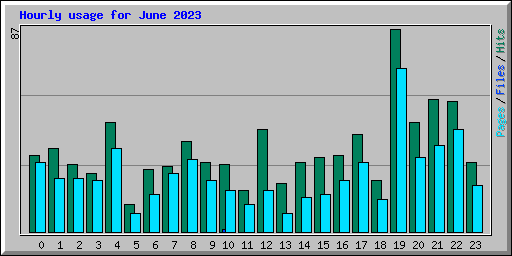 Hourly usage for June 2023
87
Pages/Files/Hits
0 1 2 3 4 5 6 7 8 9 10 11 12 13 14 15 16 17 18 19 20 21 22 23